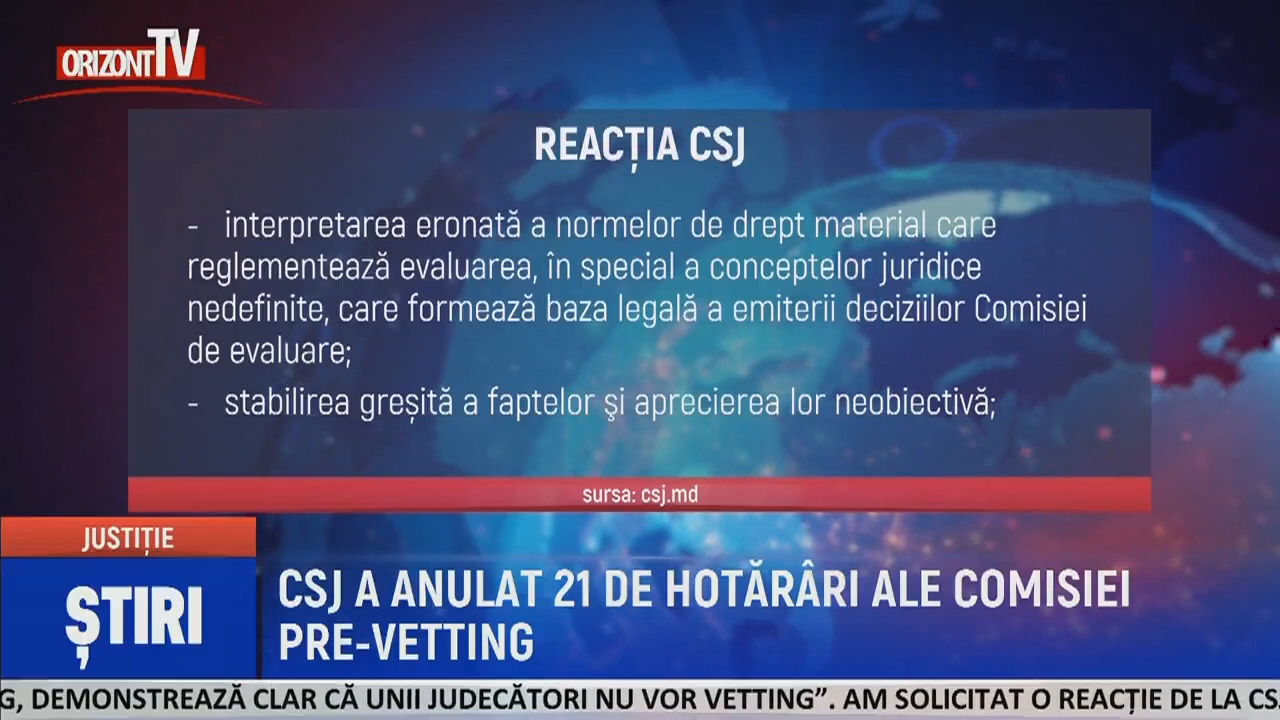 ORIZONTTV
REACȚIA CSJ
- interpretarea eronată a normelor de drept material care
reglementează evaluarea, în special a conceptelor juridice
nedefinite, care formează baza legală a emiterii deciziilor Comisiei
de evaluare;
- stabilirea greșită a faptelor şi aprecierea lor neobiectivă;
sursa: csj.md
JUSTIȚIE
ȘTIRI
CSJ A ANULAT 21 DE HOTĂRÂRI ALE COMISIEI
PRE-VETTING
G, DEMONSTREAZĂ CLAR CĂ UNII JUDECĂTORI NU VOR VETTING”. AM SOLICITAT O REACȚIE DE LA CS